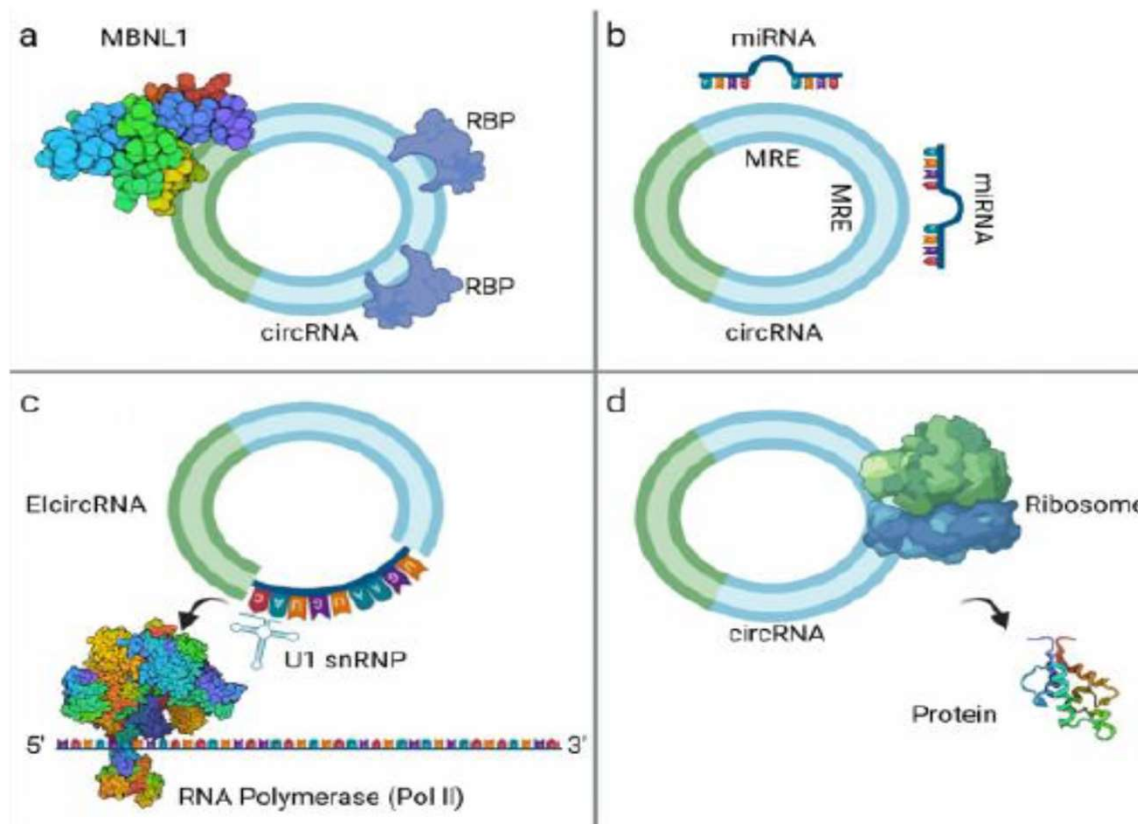 a
MBNL1
RBP
RBP
circRNA
b
miRNA
MRE
MRE
miRNA
circRNA
c
EIcircRNA
C A U G U A A G U
U1 snRNP
5'
3'
RNA Polymerase (Pol II)
d
Ribosome
circRNA
Protein